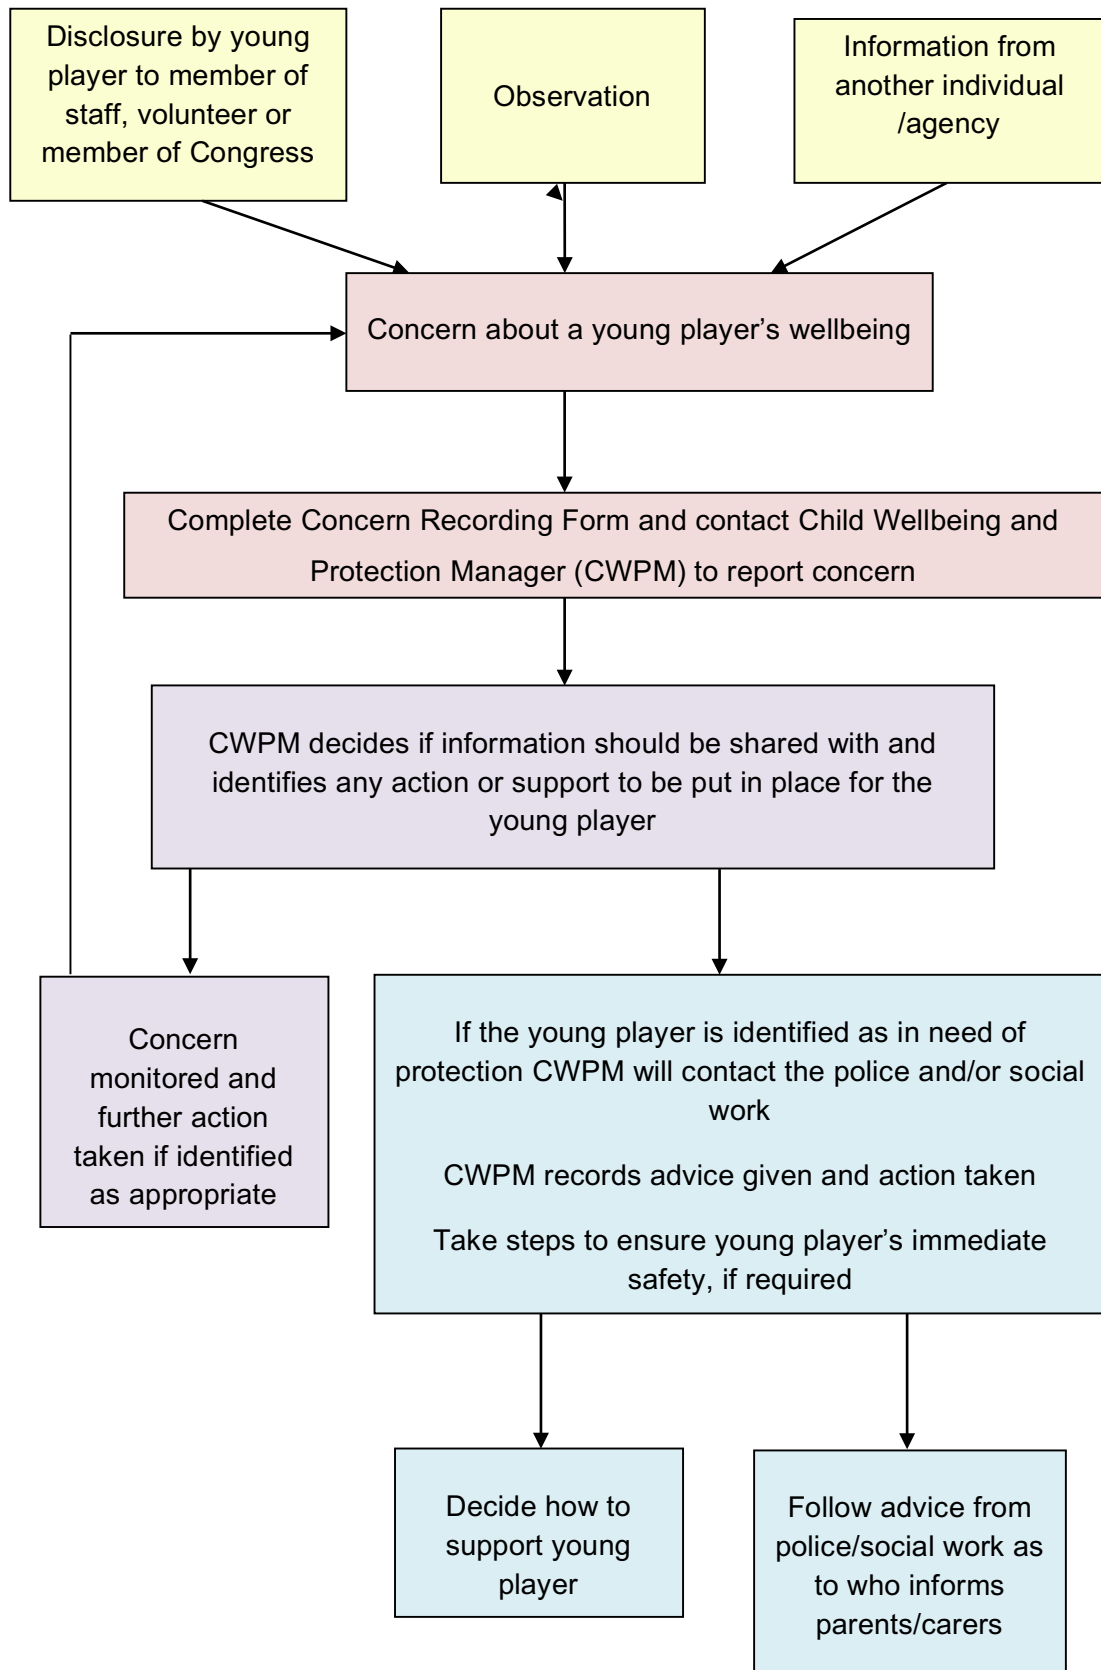 Disclosure by young
player to member of
staff, volunteer or
member of Congress
Observation
Information from
another individual
/agency
Concern about a young player’s wellbeing
Complete Concern Recording Form and contact Child Wellbeing and
Protection Manager (CWPM) to report concern
CWPM decides if information should be shared with and
identifies any action or support to be put in place for the
young player
Concern
monitored and
further action
taken if identified
as appropriate
If the young player is identified as in need of
protection CWPM will contact the police and/or social
work
CWPM records advice given and action taken
Take steps to ensure young player’s immediate
safety, if required
Decide how to
support young
player
Follow advice from
police/social work as
to who informs
parents/carers